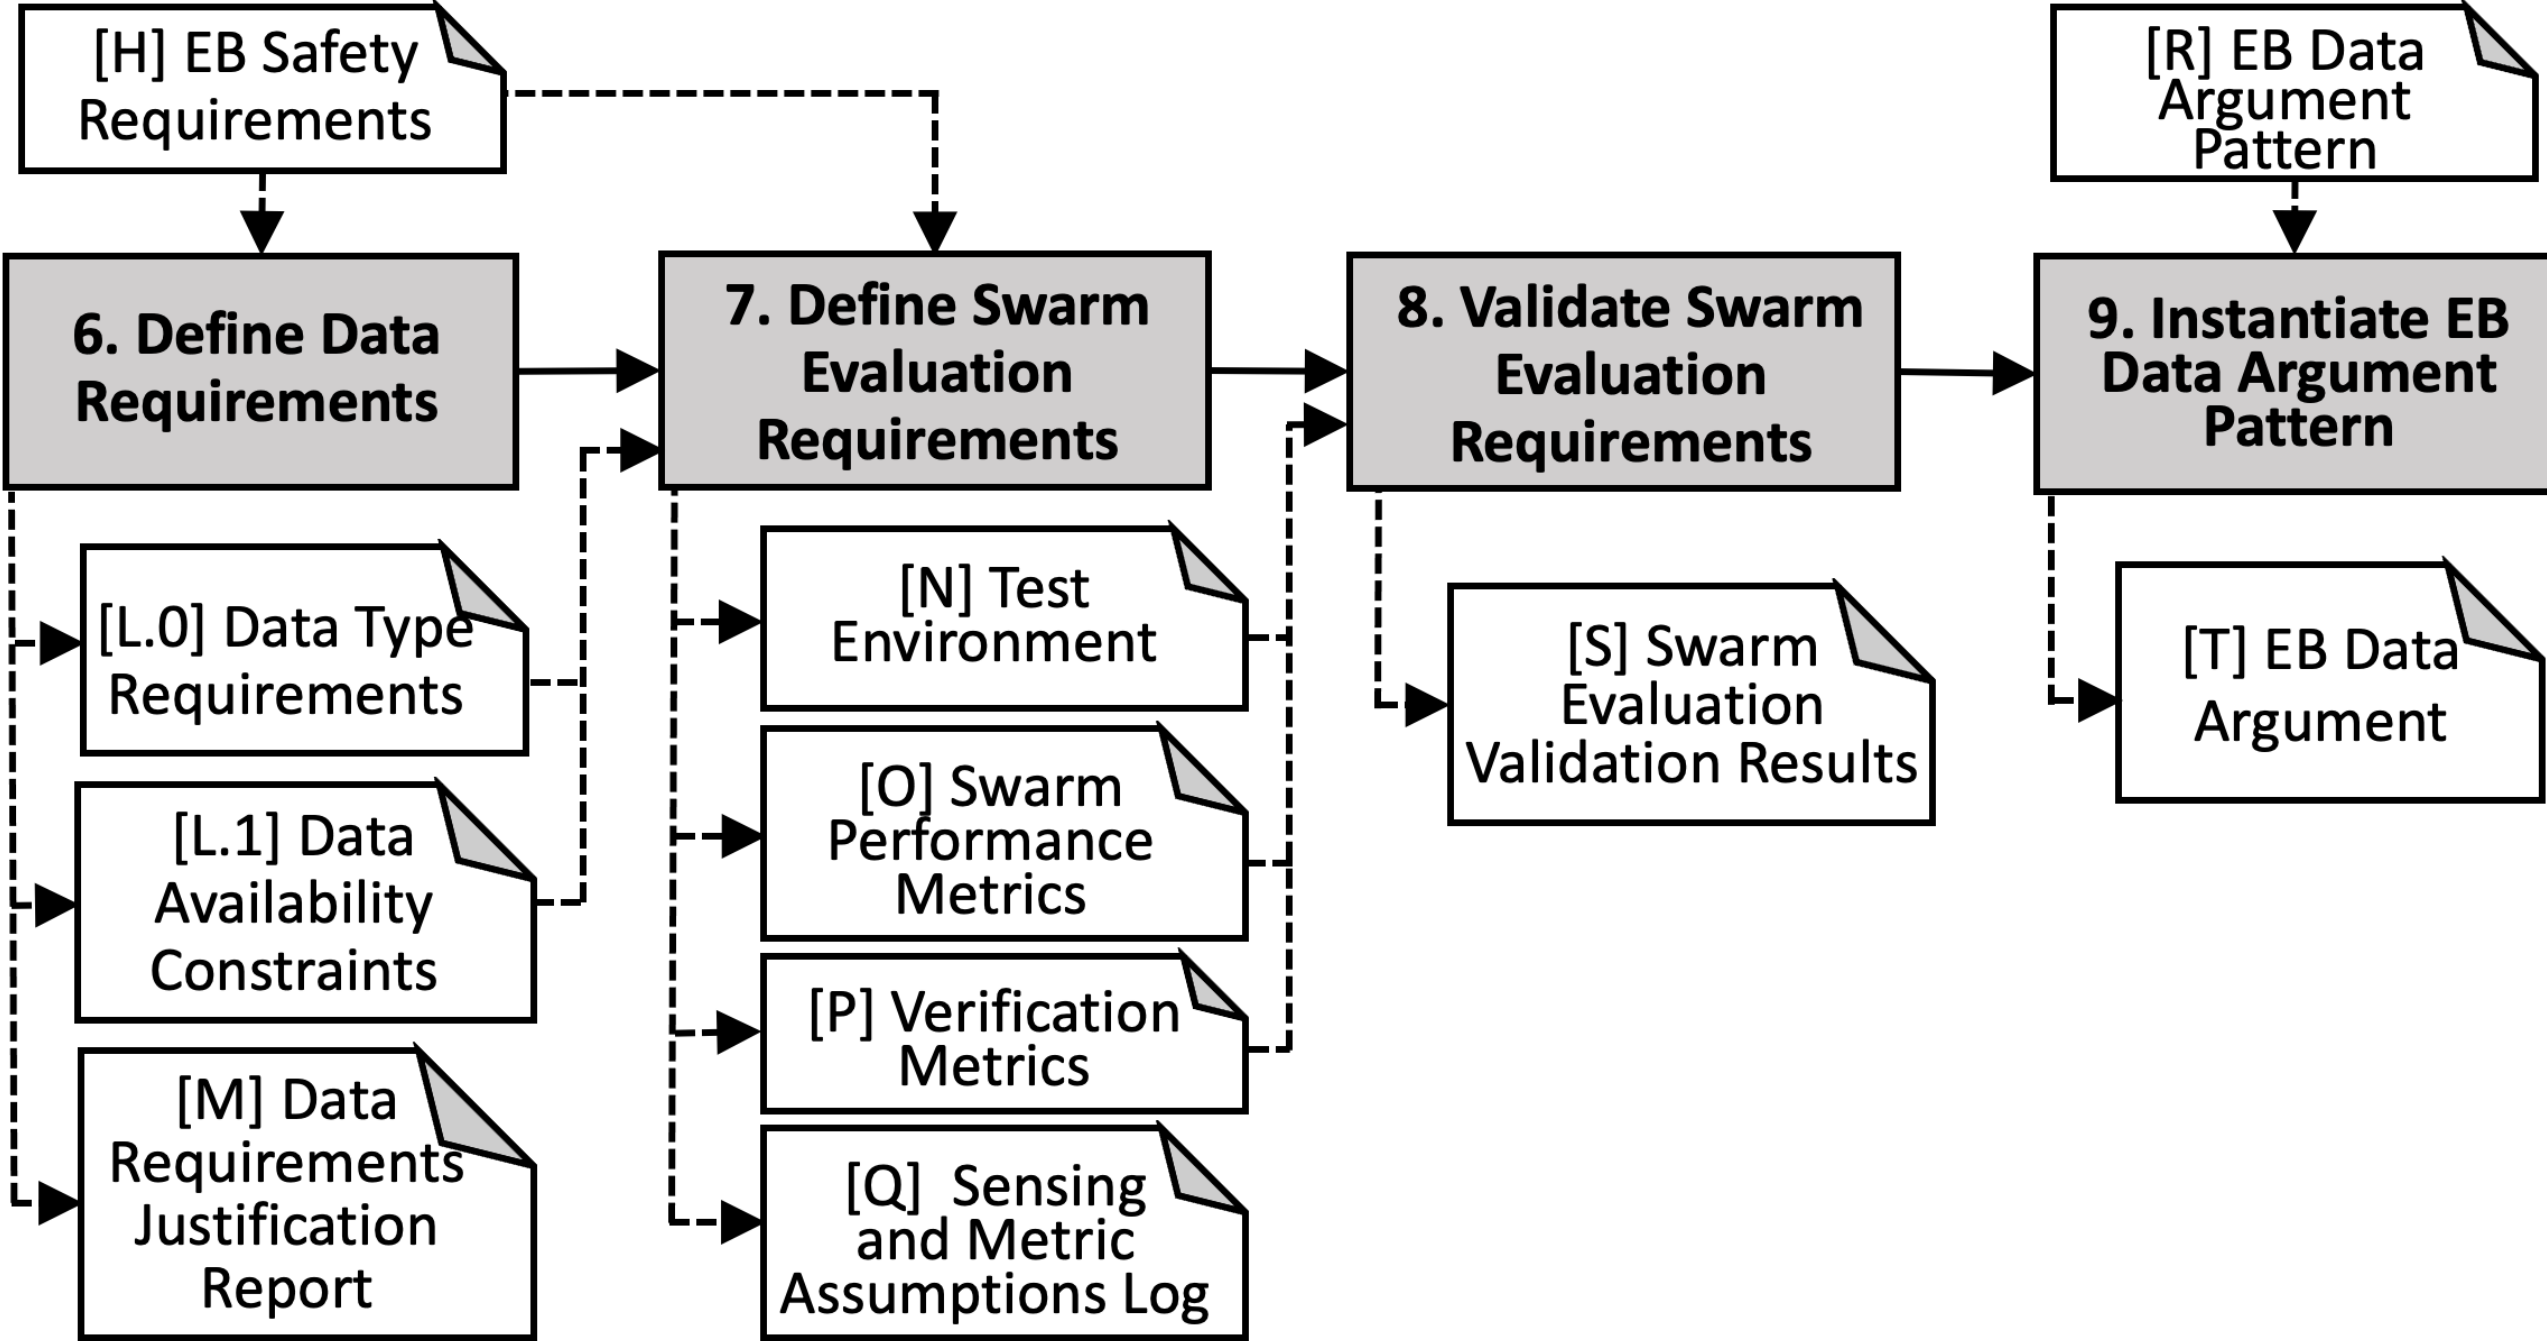 [H] EB Safety
Requirements
[R] EB Data
Argument
Pattern
6. Define Data
Requirements
7. Define Swarm
Evaluation
Requirements
8. Validate Swarm
Evaluation
Requirements
9. Instantiate EB
Data Argument
Pattern
[L.0] Data Type
Requirements
[L.1] Data
Availability
Constraints
[M] Data
Requirements
Justification
Report
[N] Test
Environment
[O] Swarm
Performance
Metrics
[P] Verification
Metrics
[Q]  Sensing
and Metric
Assumptions Log
[S] Swarm
Evaluation
Validation Results
[T] EB Data
Argument